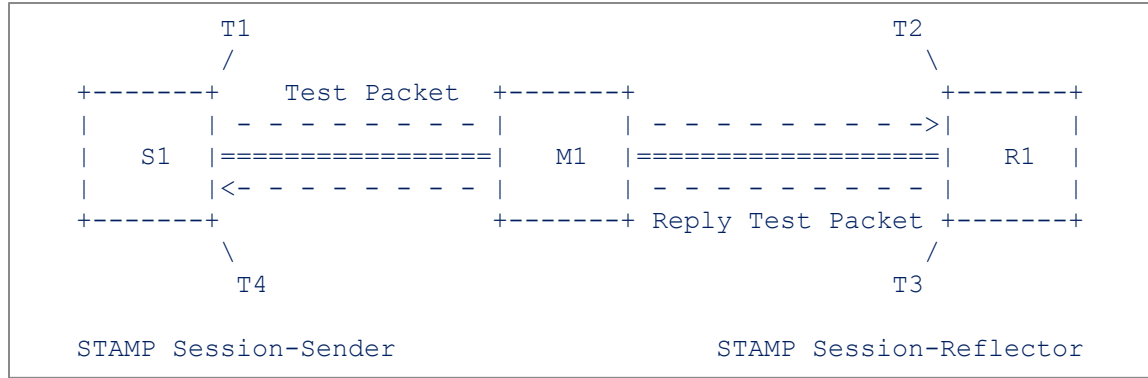 T1 T2
/ \
+-------+ Test Packet +-------+ +-------+
| | - - - - - - - - | | - - - - - - - - ->| |
| S1 |=================| M1 |===================| R1 |
| |<- - - - - - - - | | - - - - - - - - - | |
+-------+ +-------+ Reply Test Packet +-------+
\ /
T4 T3
STAMP Session-Sender STAMP Session-Reflector